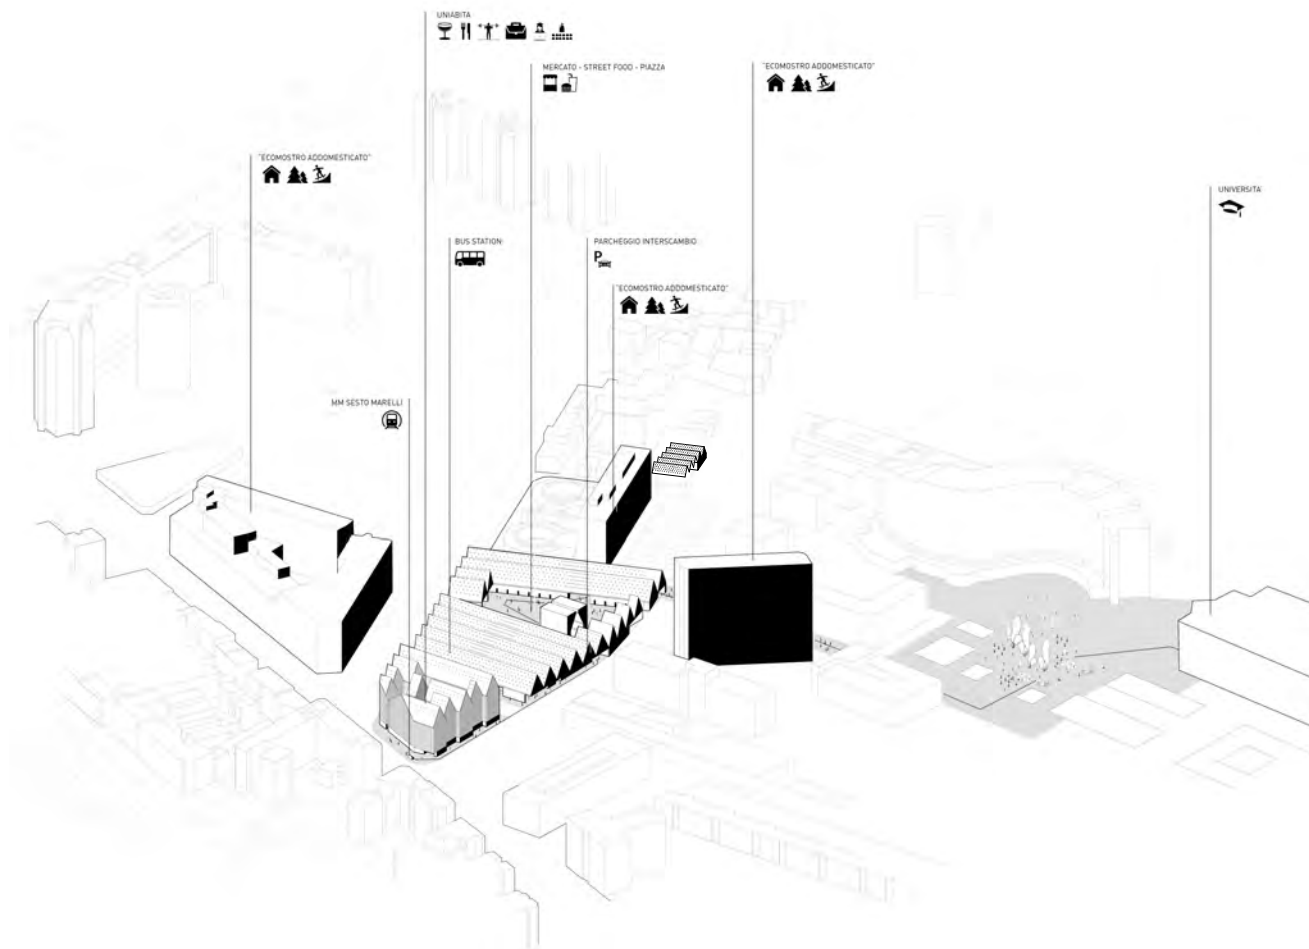 UNIABITA
MERCATO - STREET FOOD - PIAZZA
"ECOMOSTRO ADDOMESTICATO"
"ECOMOSTRO ADDOMESTICATO"
UNIVERSITA'
BUS STATION
PARCHEGGIO INTERSCAMBIO
P
"ECOMOSTRO ADDOMESTICATO"
MM SESTO MARELLI